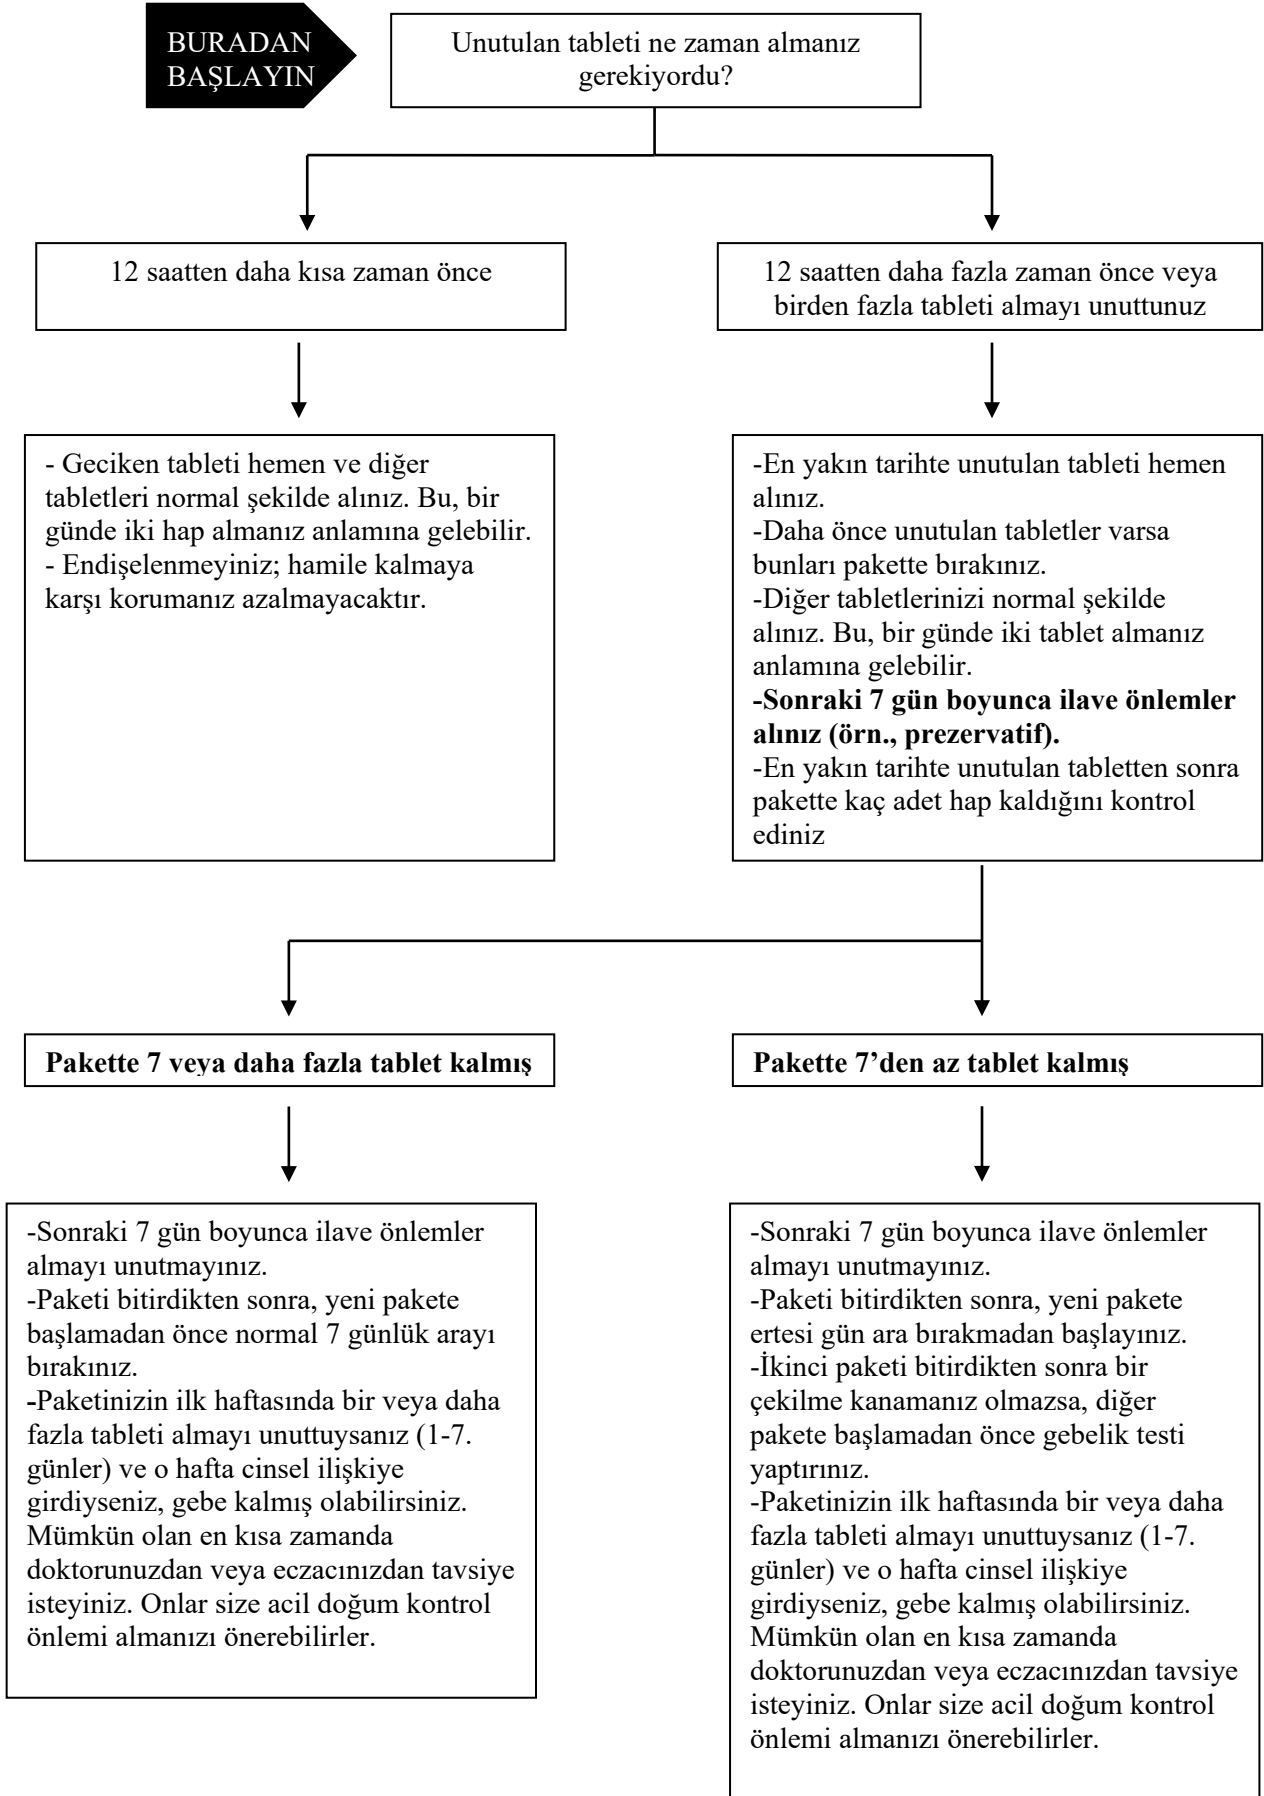 BURADAN
BAŞLAYIN
Unutulan tableti ne zaman almanız
gerekiyordu?
12 saatten daha kısa zaman önce
12 saatten daha fazla zaman önce veya
birden fazla tableti almayı unuttunuz
- Geciken tableti hemen ve diğer
tabletleri normal şekilde alınız. Bu, bir
günde iki hap almanız anlamına gelebilir.
- Endişelenmeyiniz; hamile kalmaya
karşı korumanız azalmayacaktır.
-En yakın tarihte unutulan tableti hemen
alınız.
-Daha önce unutulan tabletler varsa
bunları pakette bırakınız.
-Diğer tabletlerinizi normal şekilde
alınız. Bu, bir günde iki tablet almanız
anlamına gelebilir.
-Sonraki 7 gün boyunca ilave önlemler
alınız (örn., prezervatif).
-En yakın tarihte unutulan tabletten sonra
pakette kaç adet hap kaldığını kontrol
ediniz
Pakette 7 veya daha fazla tablet kalmış
Pakette 7’den az tablet kalmış
-Sonraki 7 gün boyunca ilave önlemler
almayı unutmayınız.
-Paketi bitirdikten sonra, yeni pakete
başlamadan önce normal 7 günlük arayı
bırakınız.
-Paketinizin ilk haftasında bir veya daha
fazla tableti almayı unuttuysanız (1-7.
günler) ve o hafta cinsel ilişkiye
girdiyseniz, gebe kalmış olabilirsiniz.
Mümkün olan en kısa zamanda
doktorunuzdan veya eczacınızdan tavsiye
isteyiniz. Onlar size acil doğum kontrol
önlemi almanızı önerebilirler.
-Sonraki 7 gün boyunca ilave önlemler
almayı unutmayınız.
-Paketi bitirdikten sonra, yeni pakete
ertesi gün ara bırakmadan başlayınız.
-İkinci paketi bitirdikten sonra bir
çekilme kanamanız olmazsa, diğer
pakete başlamadan önce gebelik testi
yaptırınız.
-Paketinizin ilk haftasında bir veya daha
fazla tableti almayı unuttuysanız (1-7.
günler) ve o hafta cinsel ilişkiye
girdiyseniz, gebe kalmış olabilirsiniz.
Mümkün olan en kısa zamanda
doktorunuzdan veya eczacınızdan tavsiye
isteyiniz. Onlar size acil doğum kontrol
önlemi almanızı önerebilirler.